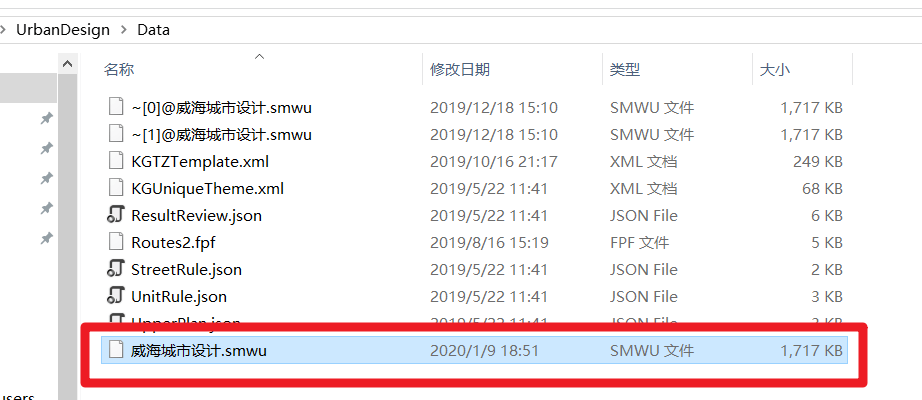 UrbanDesign > Data
名称 修改日期 类型 大小
~[0]@威海城市设计.smwu 2019/12/18 15:10 SMWU 文件 1,717 KB
~[1]@威海城市设计.smwu 2019/12/18 15:10 SMWU 文件 1,717 KB
KGTZTemplate.xml 2019/10/16 21:17 XML 文档 249 KB
KGUniqueTheme.xml 2019/5/22 11:41 XML 文档 68 KB
ResultReview.json 2019/5/22 11:41 JSON File 6 KB
Routes2.fpf 2019/8/16 15:19 FPF 文件 5 KB
StreetRule.json 2019/5/22 11:41 JSON File 2 KB
UnitRule.json 2019/5/22 11:41 JSON File 3 KB
UpperPlan.json 2019/5/22 11:41 JSON File 3 KB
威海城市设计.smwu 2020/1/9 18:51 SMWU 文件 1,717 KB
users